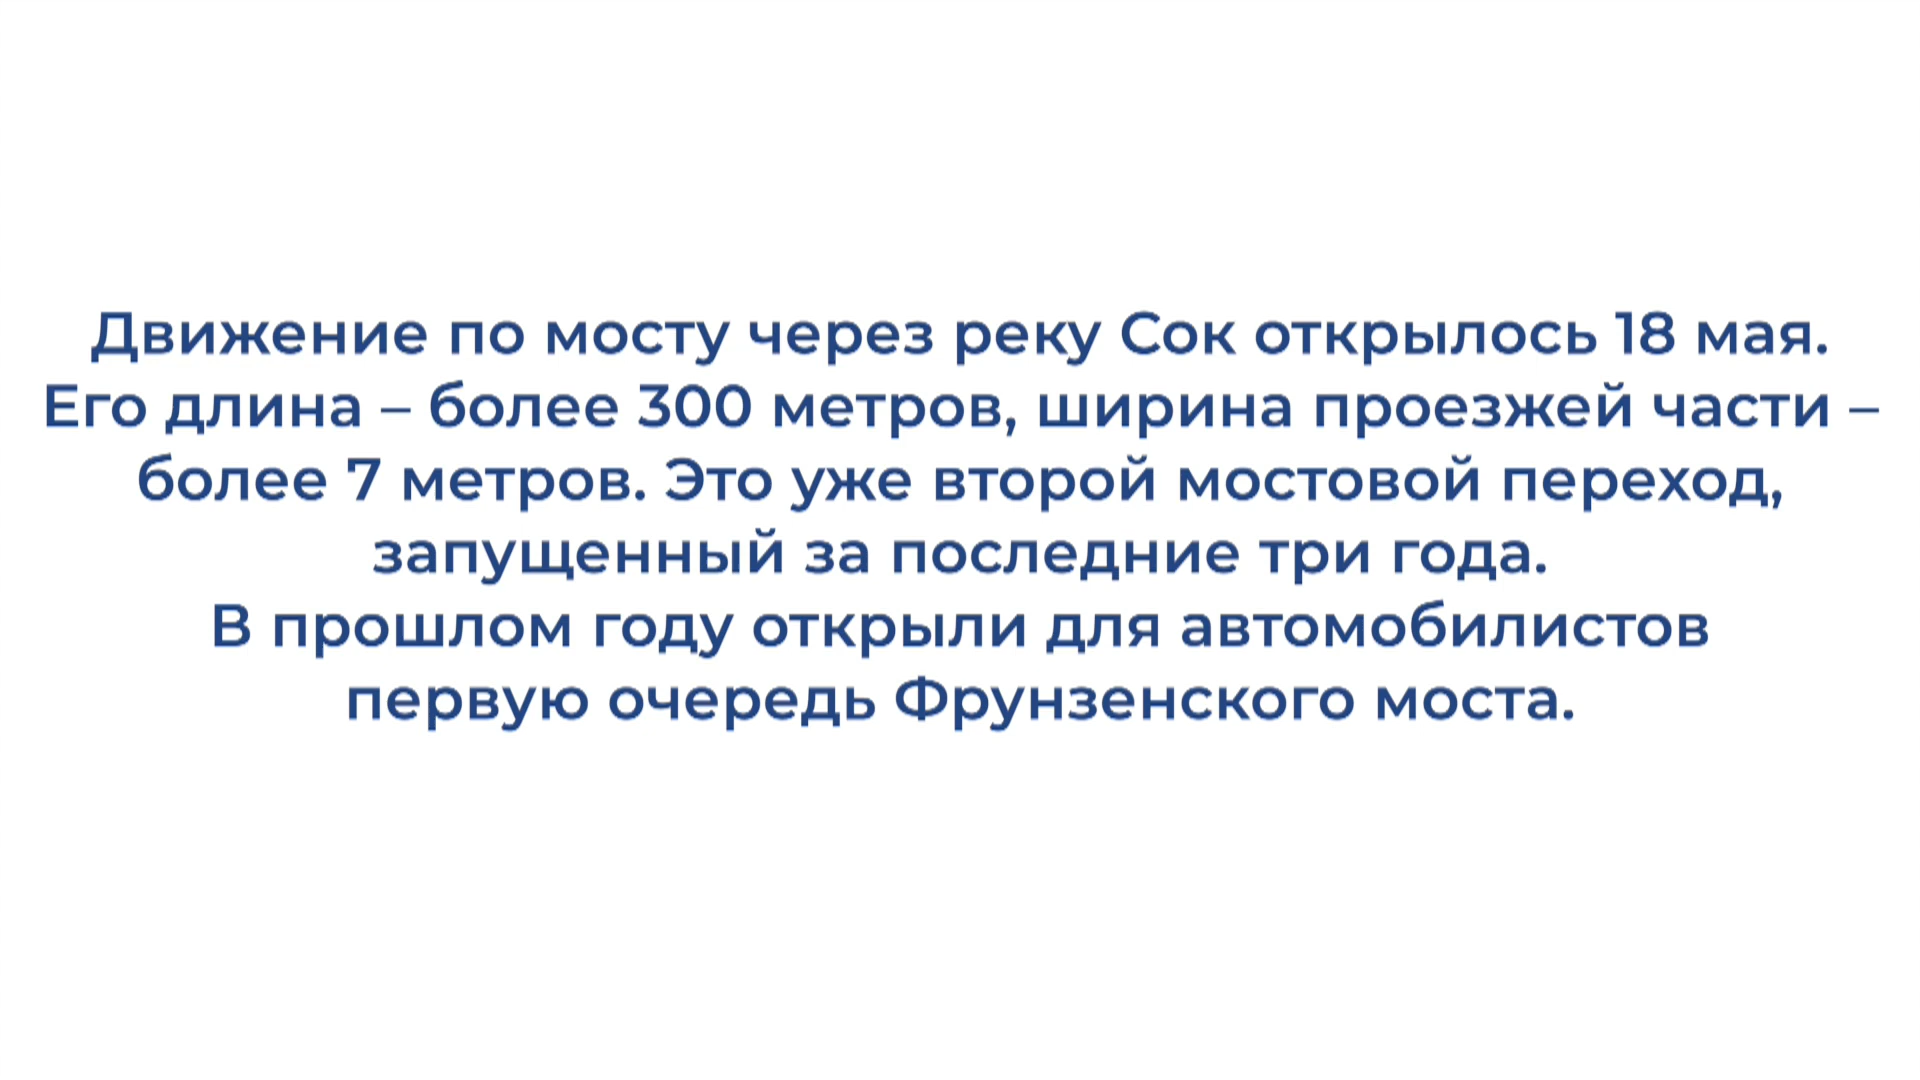 Движение по мосту через реку Сок открылось 18 мая.
Его длина – более 300 метров, ширина проезжей части –
более 7 метров. Это уже второй мостовой переход,
запущенный за последние три года.
В прошлом году открыли для автомобилистов
первую очередь Фрунзенского моста.